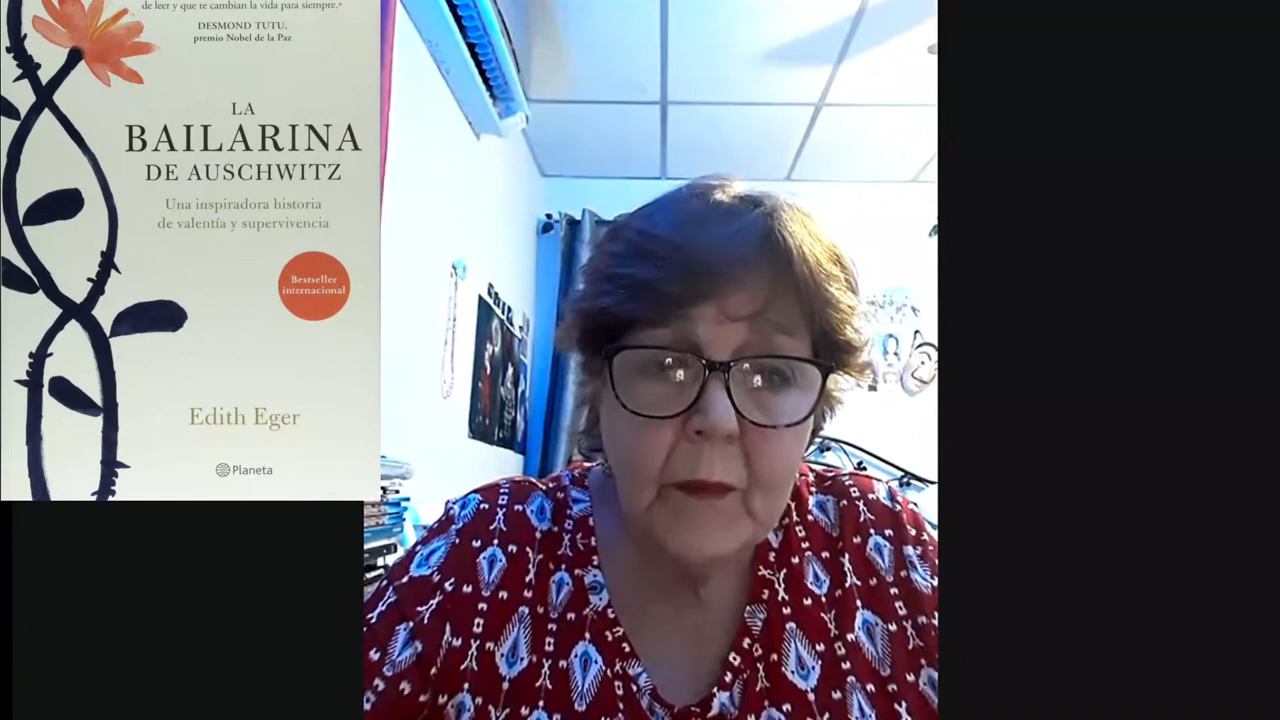 de leer y que te cambian la vida para siempre.»
DESMOND TUTU,
premio Nobel de la Paz
LA
BAILARINA
DE AUSCHWITZ
Una inspiradora historia
de valentía y supervivencia
Bestseller
internacional
Edith Eger
Planeta